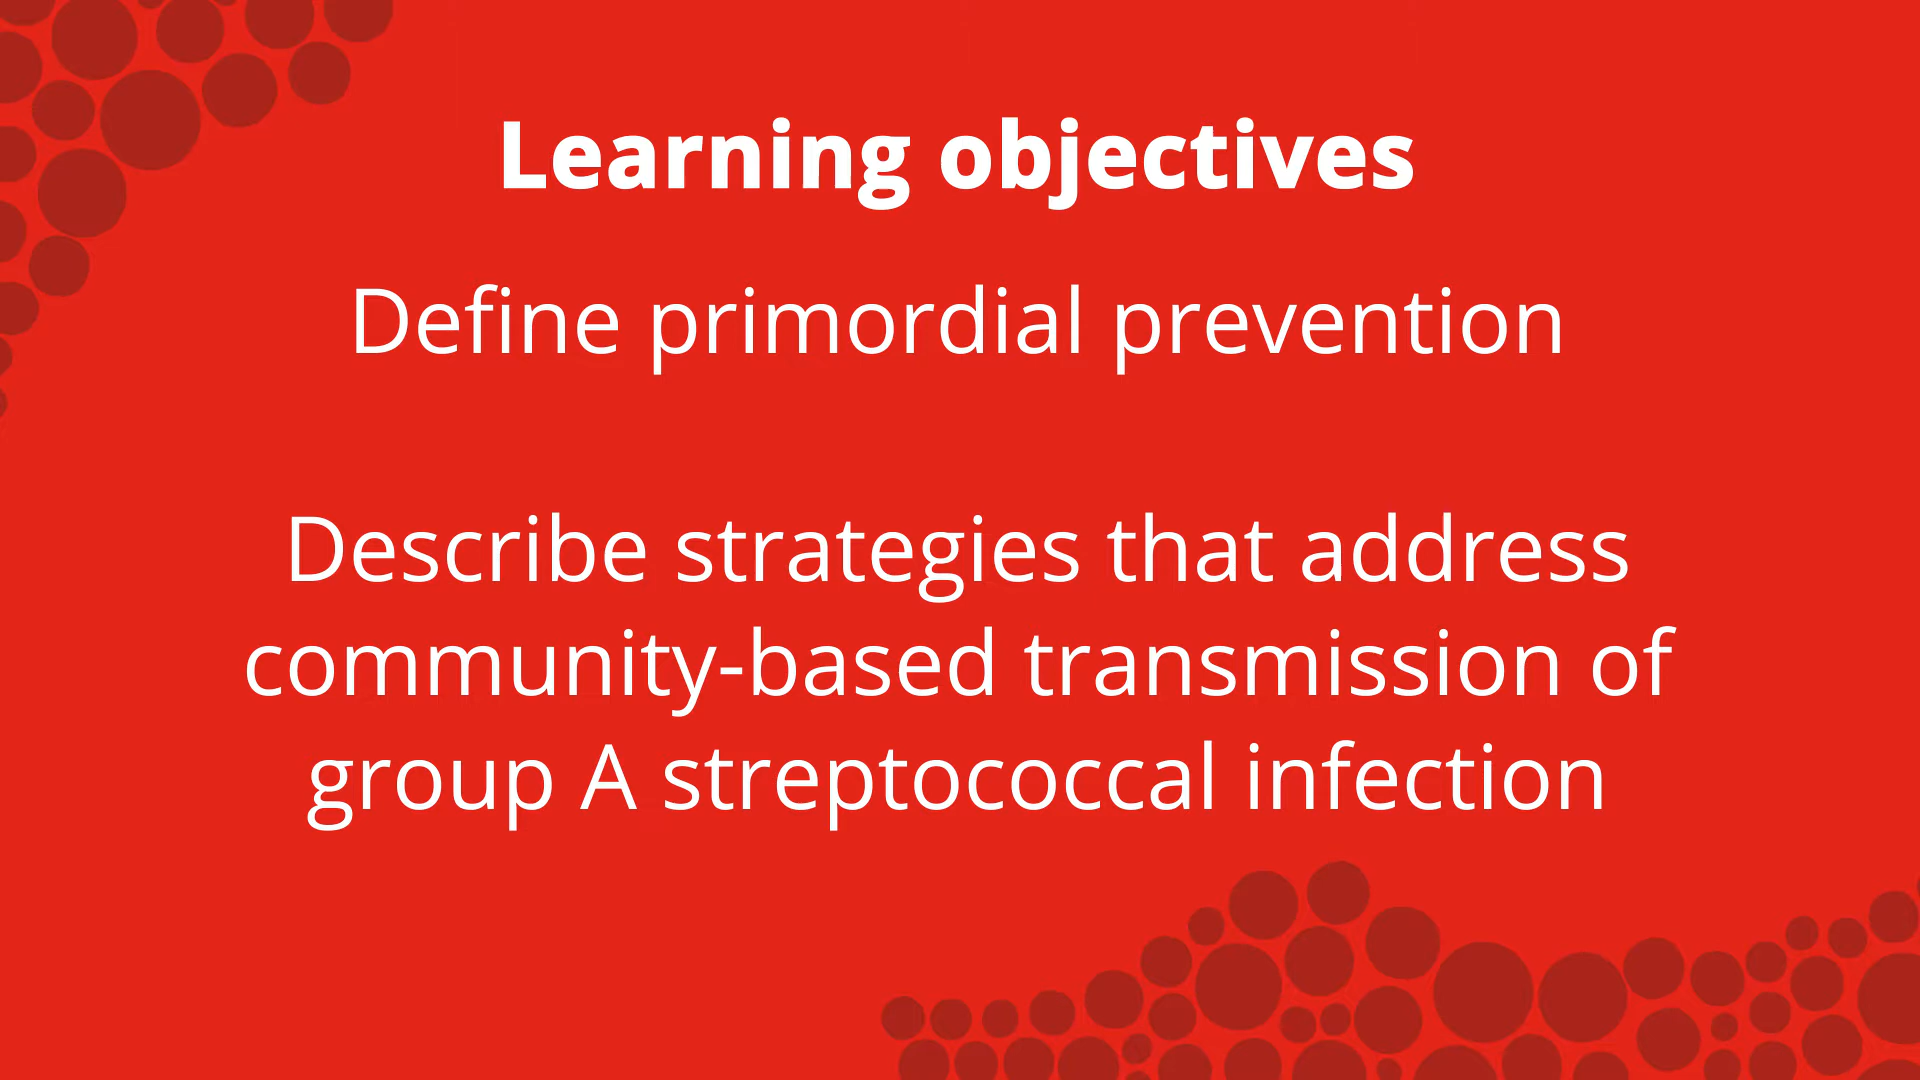 Learning objectives
Define primordial prevention
Describe strategies that address
community-based transmission of
group A streptococcal infection